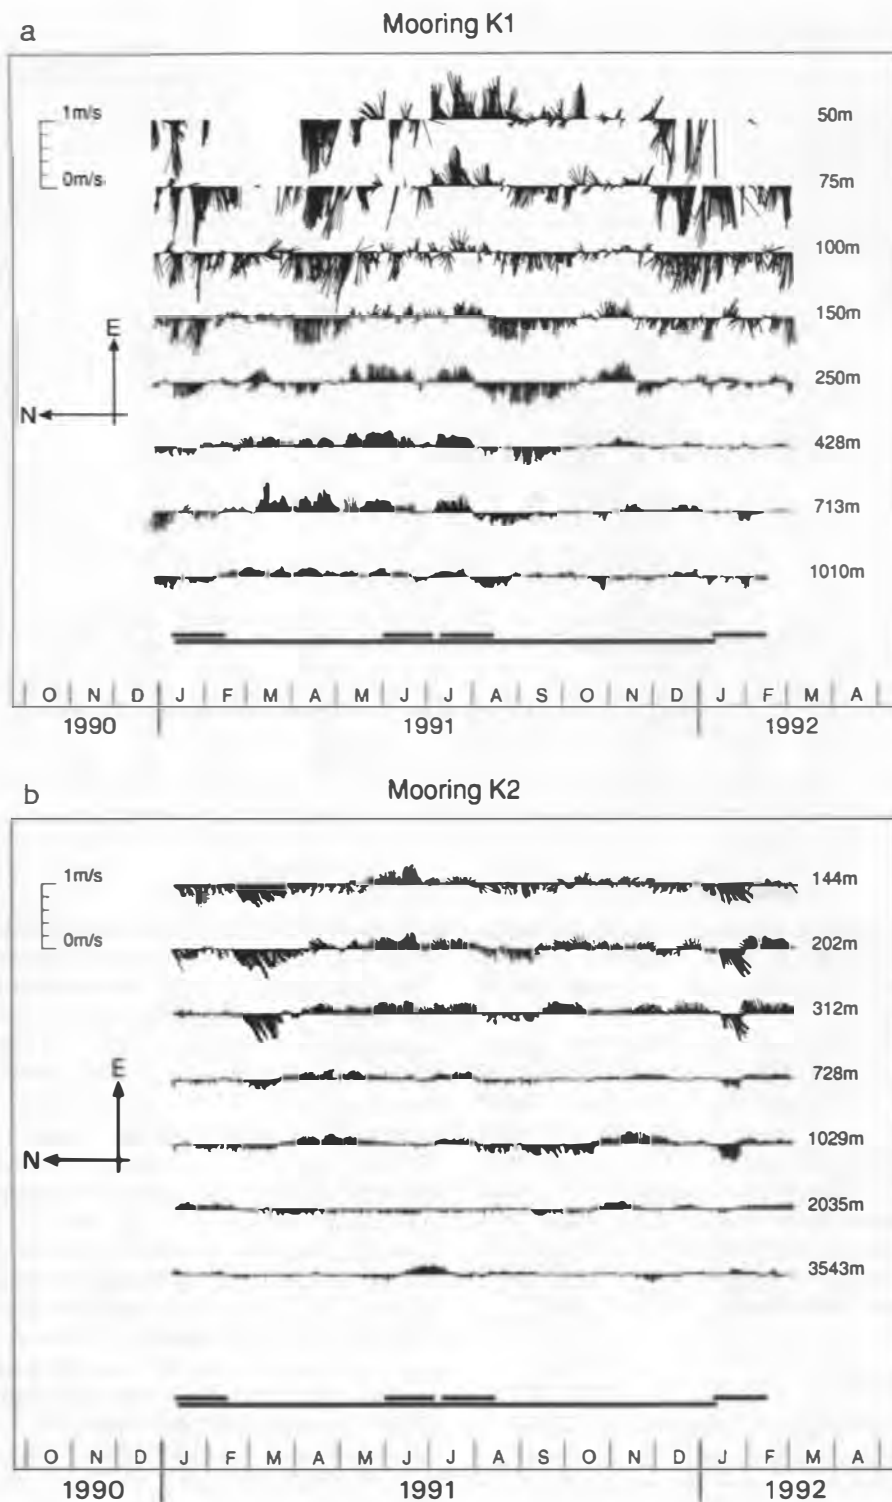 a
Mooring K1
1m/s
0m/s
50m
75m
100m
150m
250m
428m
713m
1010m
E
N
O N D J F M A M J J A S O N D J F M A
1990 1991 1992
b
Mooring K2
1m/s
0m/s
144m
202m
312m
728m
1029m
2035m
3543m
E
N
O N D J F M A M J J A S O N D J F M A
1990 1991 1992